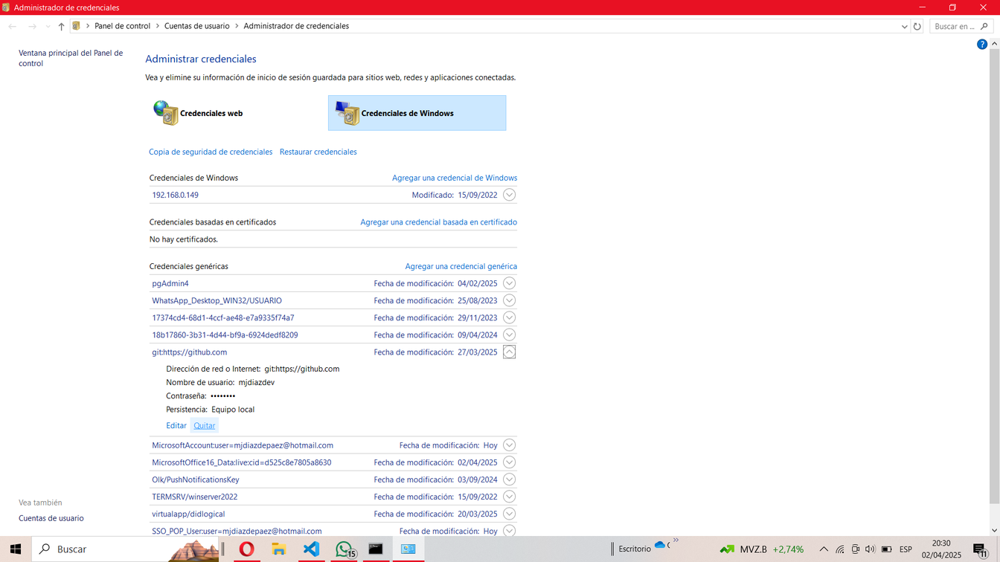 Administrador de credenciales
Panel de control > Cuentas de usuario > Administrador de credenciales
Buscar en ...
Ventana principal del Panel de
control
Administrar credenciales
Vea y elimine su información de inicio de sesión guardada para sitios web, redes y aplicaciones conectadas.
Credenciales web
Credenciales de Windows
Copia de seguridad de credenciales Restaurar credenciales
Credenciales de Windows Agregar una credencial de Windows
192.168.0.149 Modificado: 15/09/2022
Credenciales basadas en certificados Agregar una credencial basada en certificado
No hay certificados.
Credenciales genéricas Agregar una credencial genérica
pgAdmin4 Fecha de modificación: 04/02/2025
WhatsApp_Desktop_WIN32/USUARIO Fecha de modificación: 25/08/2023
17374cd4-68d1-4ccf-ae48-e7a9335f74a7 Fecha de modificación: 29/11/2023
18b17860-3b31-4d44-bf9a-6924dedf8209 Fecha de modificación: 09/04/2024
git:https://github.com Fecha de modificación: 27/03/2025
Dirección de red o Internet: git:https://github.com
Nombre de usuario: mjdiazdev
Contraseña: ••••••••
Persistencia: Equipo local
Editar Quitar
MicrosoftAccount:user=mjdiazdepaez@hotmail.com Fecha de modificación: Hoy
MicrosoftOffice16_Data:live:cid=d525c8e7805a8630 Fecha de modificación: 02/04/2025
Olk/PushNotificationsKey Fecha de modificación: 03/09/2024
TERMSRV/winserver2022 Fecha de modificación: 15/09/2022
virtualapp/didlogical Fecha de modificación: 20/03/2025
SSO_POP_User:user=mjdiazdepaez@hotmail.com Fecha de modificación: Hoy
Vea también
Cuentas de usuario
Buscar
15
Escritorio
MVZ.B +2,74%
ESP
20:30
02/04/2025
11